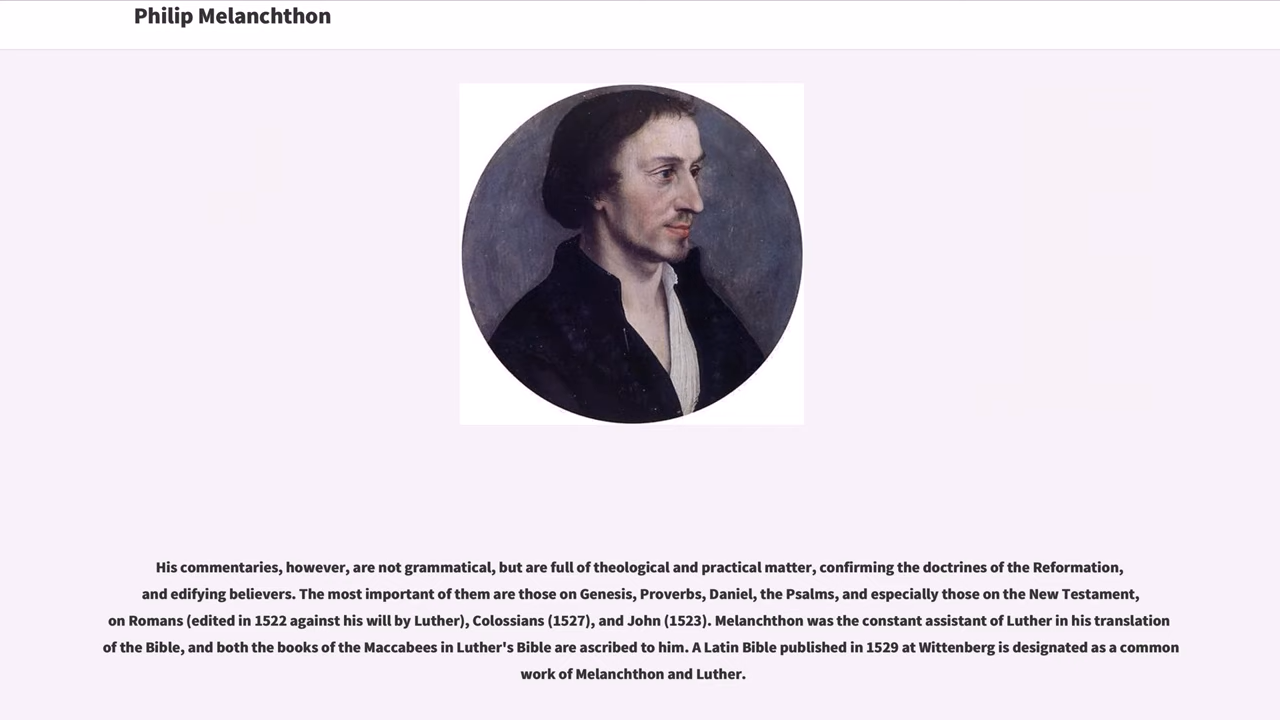 Philip Melanchthon
His commentaries, however, are not grammatical, but are full of theological and practical matter, confirming the doctrines of the Reformation,
and edifying believers. The most important of them are those on Genesis, Proverbs, Daniel, the Psalms, and especially those on the New Testament,
on Romans (edited in 1522 against his will by Luther), Colossians (1527), and John (1523). Melanchthon was the constant assistant of Luther in his translation
of the Bible, and both the books of the Maccabees in Luther's Bible are ascribed to him. A Latin Bible published in 1529 at Wittenberg is designated as a common
work of Melanchthon and Luther.